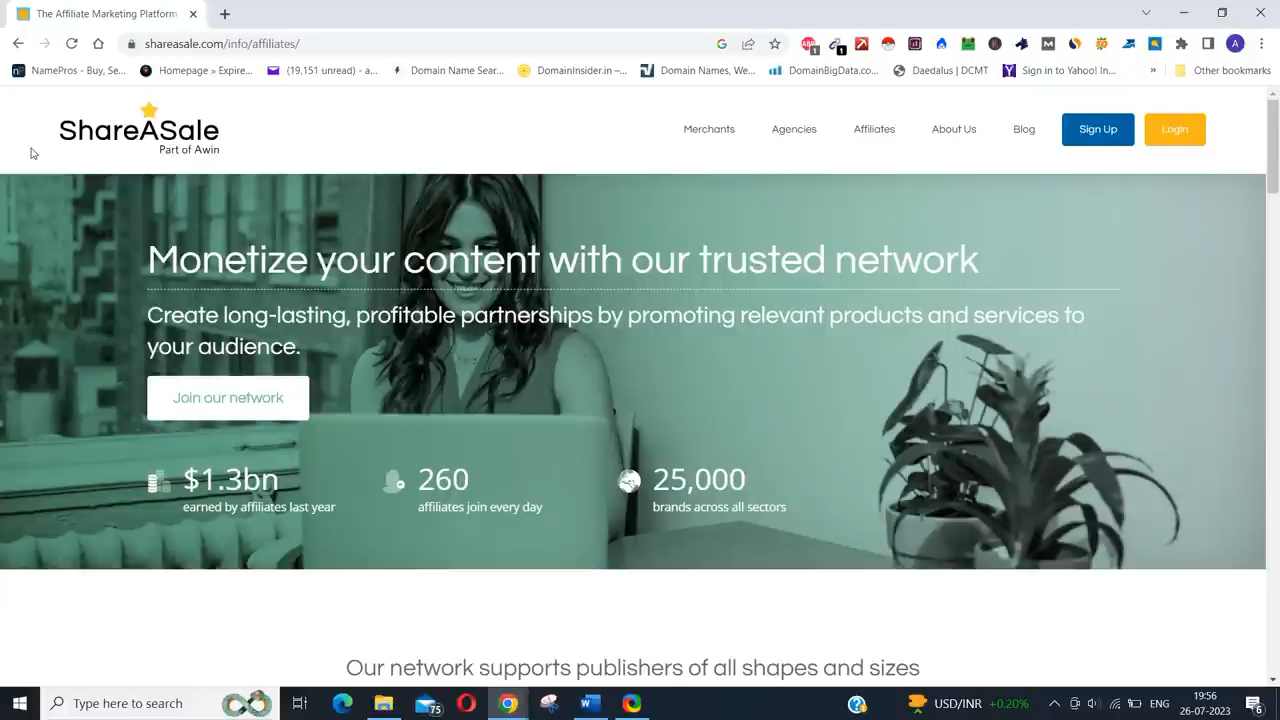 The Affiliate Marketing Platform
shareasale.com/info/affiliates/
NamePros - Buy, Se...
Homepage » Expire...
(19,151 unread) - a...
Domain Name Sear...
DomainInsider.in –...
Domain Names, We...
DomainBigData.co...
Daedalus | DCMT
Sign in to Yahoo! In...
»
Other bookmarks
ShareASale
Part of Awin
Merchants
Agencies
Affiliates
About Us
Blog
Sign Up
Login
Monetize your content with our trusted network
Create long-lasting, profitable partnerships by promoting relevant products and services to
your audience.
Join our network
$1.3bn
earned by affiliates last year
260
affiliates join every day
25,000
brands across all sectors
Our network supports publishers of all shapes and sizes
Type here to search
75
USD/INR +0.20%
ENG
19:56
26-07-2023
6